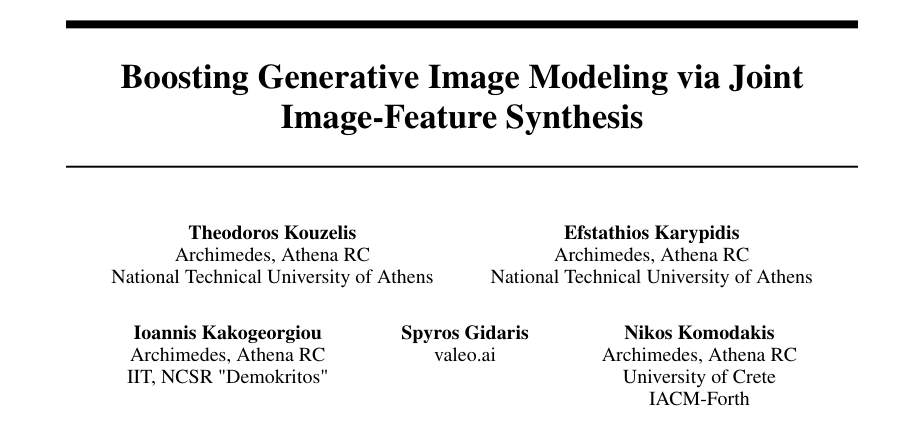 Boosting Generative Image Modeling via Joint
Image-Feature Synthesis
Theodoros Kouzelis
Archimedes, Athena RC
National Technical University of Athens
Efstathios Karypidis
Archimedes, Athena RC
National Technical University of Athens
Ioannis Kakogeorgiou
Archimedes, Athena RC
IIT, NCSR "Demokritos"
Spyros Gidaris
valeo.ai
Nikos Komodakis
Archimedes, Athena RC
University of Crete
IACM-Forth